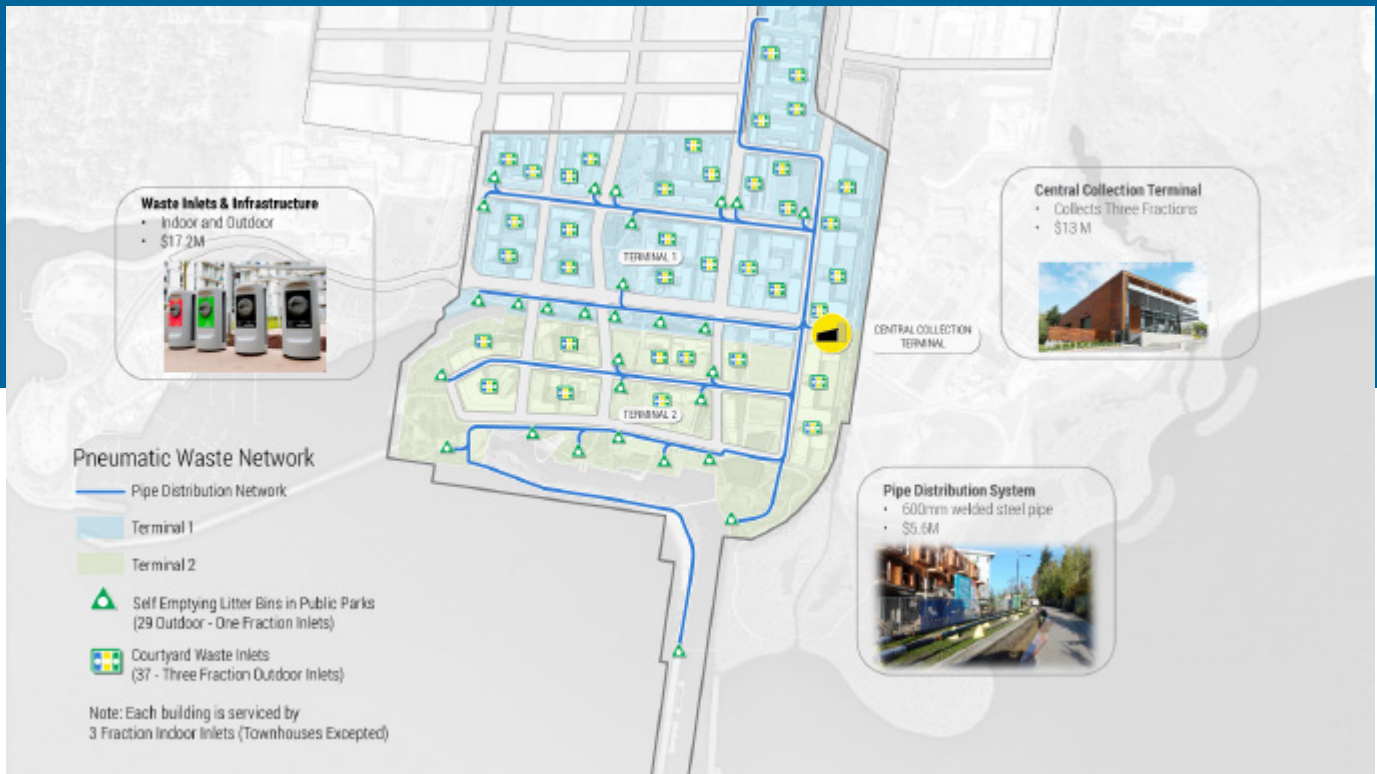 Waste Inlets & Infrastructure
• Indoor and Outdoor
• $17.2M
Central Collection Terminal
• Collects Three Fractions
• $13 M
TERMINAL 1
CENTRAL COLLECTION
TERMINAL
TERMINAL 2
Pneumatic Waste Network
Pipe Distribution Network
Terminal 1
Terminal 2
Self Emptying Litter Bins in Public Parks
(29 Outdoor - One Fraction Inlets)
Courtyard Waste Inlets
(37 - Three Fraction Outdoor Inlets)
Note: Each building is serviced by
3 Fraction Indoor Inlets (Townhouses Excepted)
Pipe Distribution System
• 600mm welded steel pipe
• $5.6M